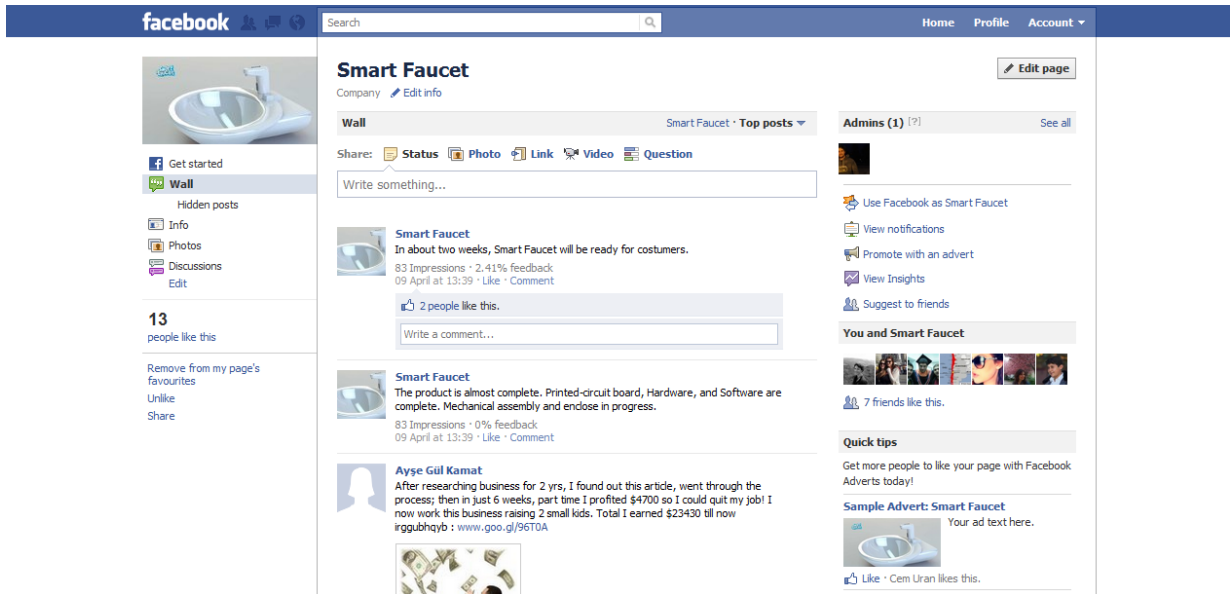 facebook
Search
Home Profile Account
Smart Faucet
Edit page
Company Edit info
Get started
Wall
Hidden posts
Info
Photos
Discussions
Edit
13
people like this
Remove from my page's
favourites
Unlike
Share
Wall
Smart Faucet · Top posts
Share: Status Photo Link Video Question
Write something...
Smart Faucet
In about two weeks, Smart Faucet will be ready for costumers.
83 Impressions · 2.41% feedback
09 April at 13:39 · Like · Comment
2 people like this.
Write a comment...
Smart Faucet
The product is almost complete. Printed-circuit board, Hardware, and Software are
complete. Mechanical assembly and enclose in progress.
83 Impressions · 0% feedback
09 April at 13:39 · Like · Comment
Ayşe Gül Kamat
After researching business for 2 yrs, I found out this article, went through the
process; then in just 6 weeks, part time I profited $4700 so I could quit my job! I
now work this business raising 2 small kids. Total I earned $23430 till now
irggubhqyb : www.goo.gl/96T0A
Admins (1) [?] See all
Use Facebook as Smart Faucet
View notifications
Promote with an advert
View Insights
Suggest to friends
You and Smart Faucet
7 friends like this.
Quick tips
Get more people to like your page with Facebook
Adverts today!
Sample Advert: Smart Faucet
Your ad text here.
Like · Cem Uran likes this.